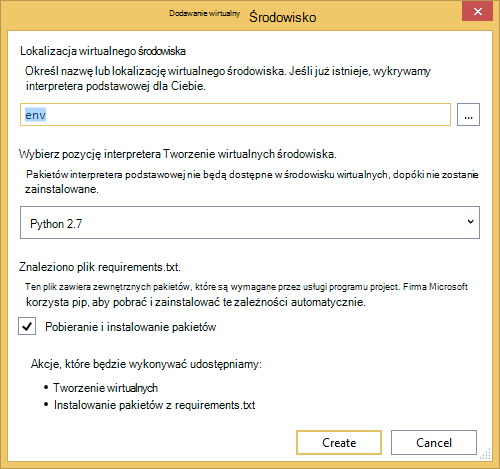 Dodawanie wirtualny Środowisko
Lokalizacja wirtualnego środowiska
Określ nazwę lub lokalizację wirtualnego środowiska. Jeśli już istnieje, wykrywamy
interpretera podstawowej dla Ciebie.
env
...
Wybierz pozycję interpretera Tworzenie wirtualnych środowiska.
Pakietów interpretera podstawowej nie będą dostępne w środowisku wirtualnych, dopóki nie zostanie
zainstalowane.
Python 2.7
Znaleziono plik requirements.txt.
Ten plik zawiera zewnętrznych pakietów, które są wymagane przez usługi programu project. Firma Microsoft
korzysta pip, aby pobrać i zainstalować te zależności automatycznie.
Pobieranie i instalowanie pakietów
Akcje, które będzie wykonywać udostępniamy:
• Tworzenie wirtualnych
• Instalowanie pakietów z requirements.txt
Create Cancel